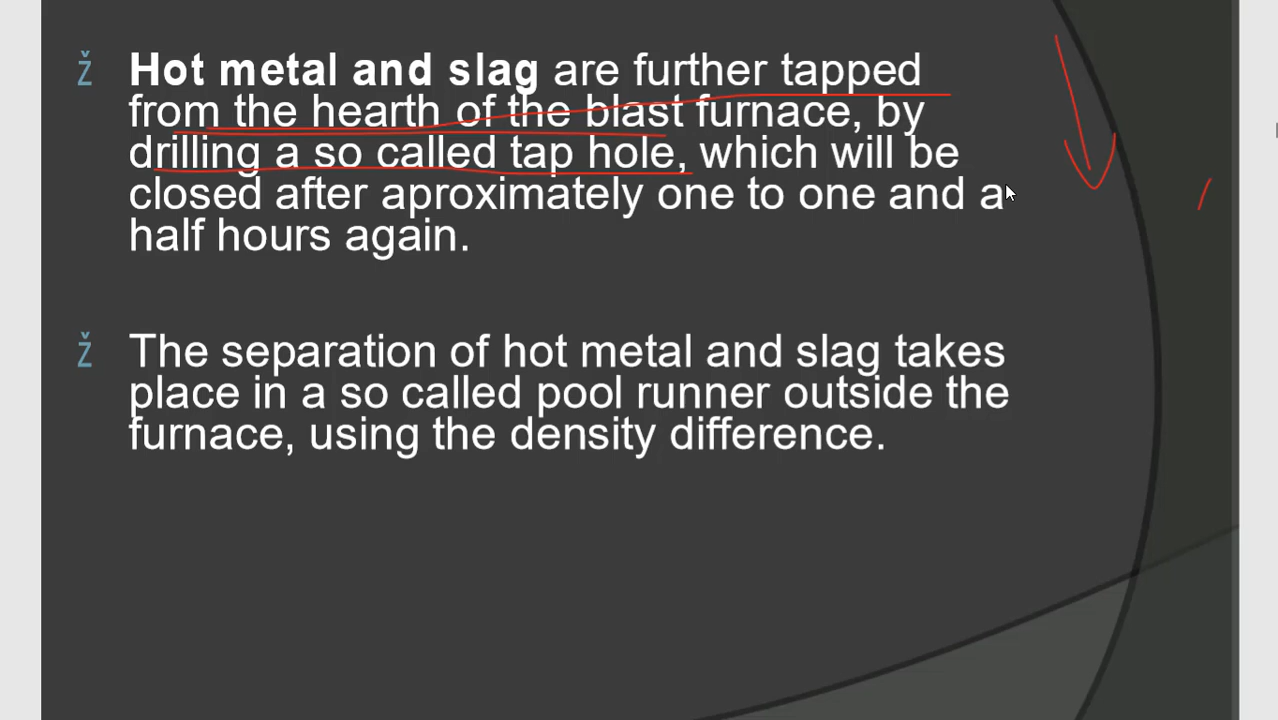 ž Hot metal and slag are further tapped
from the hearth of the blast furnace, by
drilling a so called tap hole, which will be
closed after aproximately one to one and a
half hours again.
ž The separation of hot metal and slag takes
place in a so called pool runner outside the
furnace, using the density difference.